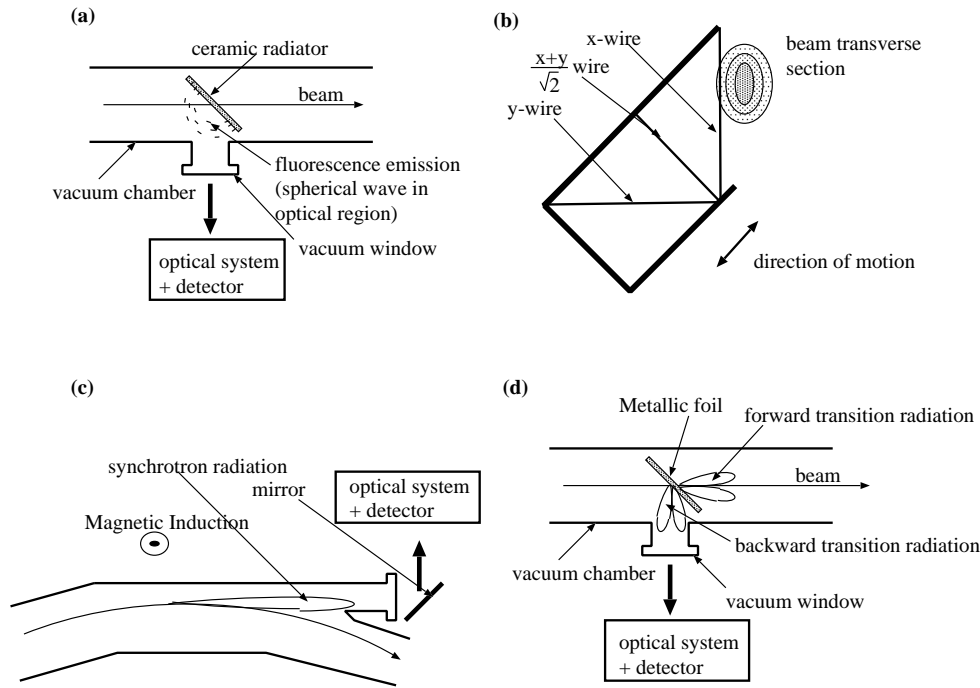 (a)
ceramic radiator
beam
fluorescence emission
(spherical wave in
optical region)
vacuum chamber
vacuum window
optical system
+ detector
(b)
x-wire
x+y
√2
wire
y-wire
beam transverse
section
direction of motion
(c)
synchrotron radiation
mirror
optical system
+ detector
Magnetic Induction
(d)
Metallic foil
forward transition radiation
beam
backward transition radiation
vacuum chamber
vacuum window
optical system
+ detector